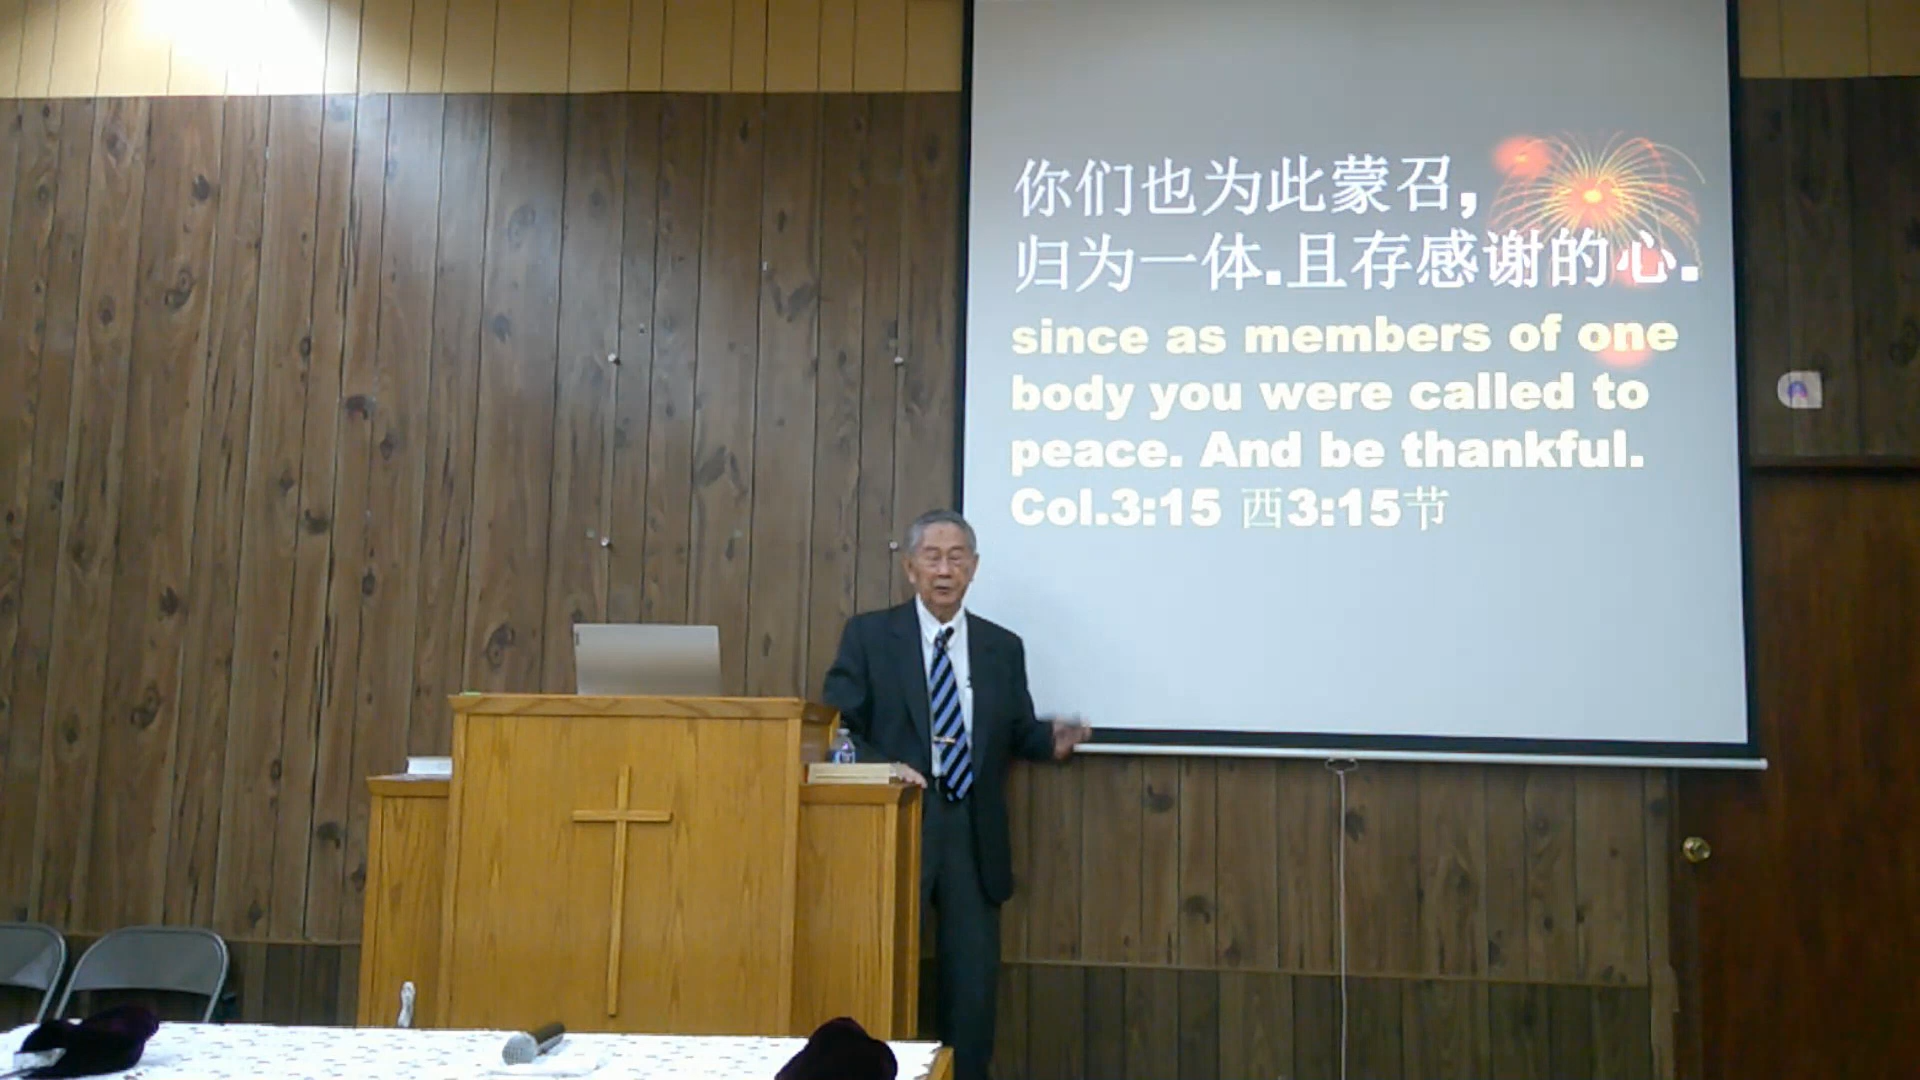 你们也为此蒙召,
归为一体.且存感谢的心.
since as members of one
body you were called to
peace. And be thankful.
Col.3:15 西3:15节